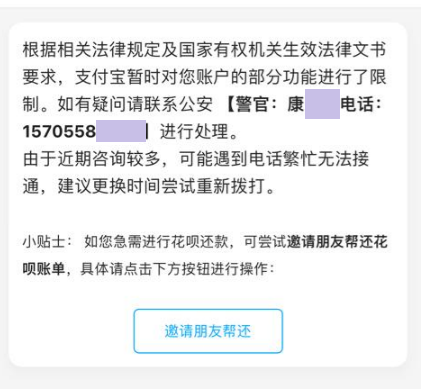 根据相关法律规定及国家有权机关生效法律文书
要求，支付宝暂时对您账户的部分功能进行了限
制。如有疑问请联系公安【警官：康 电话：
1570558 】进行处理。
由于近期咨询较多，可能遇到电话繁忙无法接
通，建议更换时间尝试重新拨打。
小贴士： 如您急需进行花呗还款，可尝试邀请朋友帮还花
呗账单，具体请点击下方按钮进行操作：
邀请朋友帮还